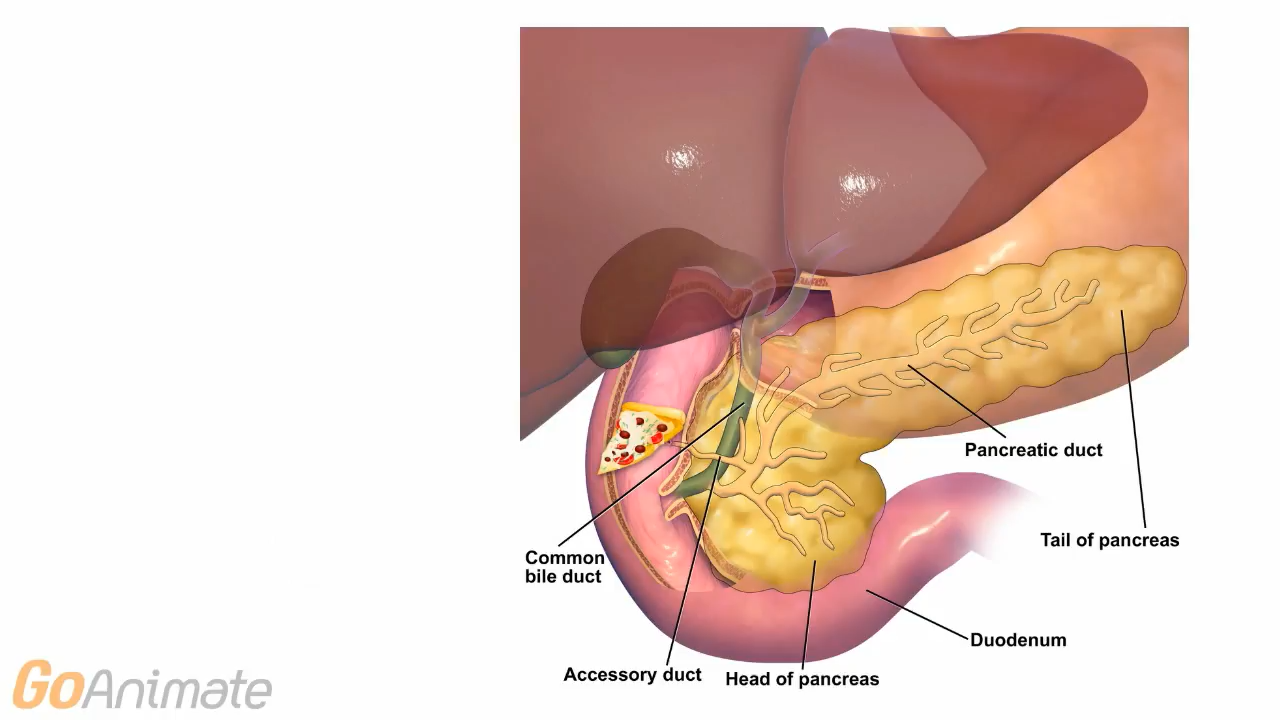 Pancreatic duct
Tail of pancreas
Common
bile duct
Duodenum
Accessory duct
Head of pancreas
GoAnimate